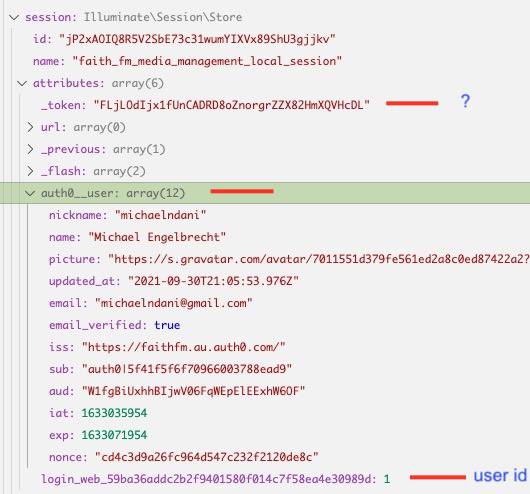 session: Illuminate\Session\Store
id: "jP2xAOIQ8R5V2SbE73c31wumYIXVx89ShU3gjjkv"
name: "faith_fm_media_management_local_session"
attributes: array(6)
_token: "FLjLOdIjx1fUnCADRD8oZnorgrZZX82HmXQVHcDL" ?
url: array(0)
_previous: array(1)
_flash: array(2)
auth0__user: array(12)
nickname: "michaelndani"
name: "Michael Engelbrecht"
picture: "https://s.gravatar.com/avatar/7011551d379fe561ed2a8c0ed87422a2?
updated_at: "2021-09-30T21:05:53.976Z"
email: "michaelndani@gmail.com"
email_verified: true
iss: "https://faithfm.au.auth0.com/"
sub: "auth0|5f41f5f6f70966003788ead9"
aud: "W1fgBiUxhhBIjwV06FqWEpElEExhW6OF"
iat: 1633035954
exp: 1633071954
nonce: "cd4c3d9a26fc964d547c232f2120de8c"
login_web_59ba36addc2b2f9401580f014c7f58ea4e30989d: 1 user id